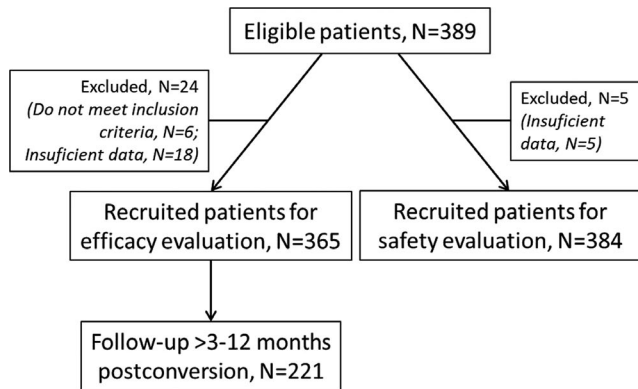 Eligible patients, N=389
Excluded, N=24
(Do not meet inclusion
criteria, N=6;
Insuficient data, N=18)
Excluded, N=5
(Insuficient
data, N=5)
Recruited patients for
efficacy evaluation, N=365
Recruited patients for
safety evaluation, N=384
Follow-up >3-12 months
postconversion, N=221